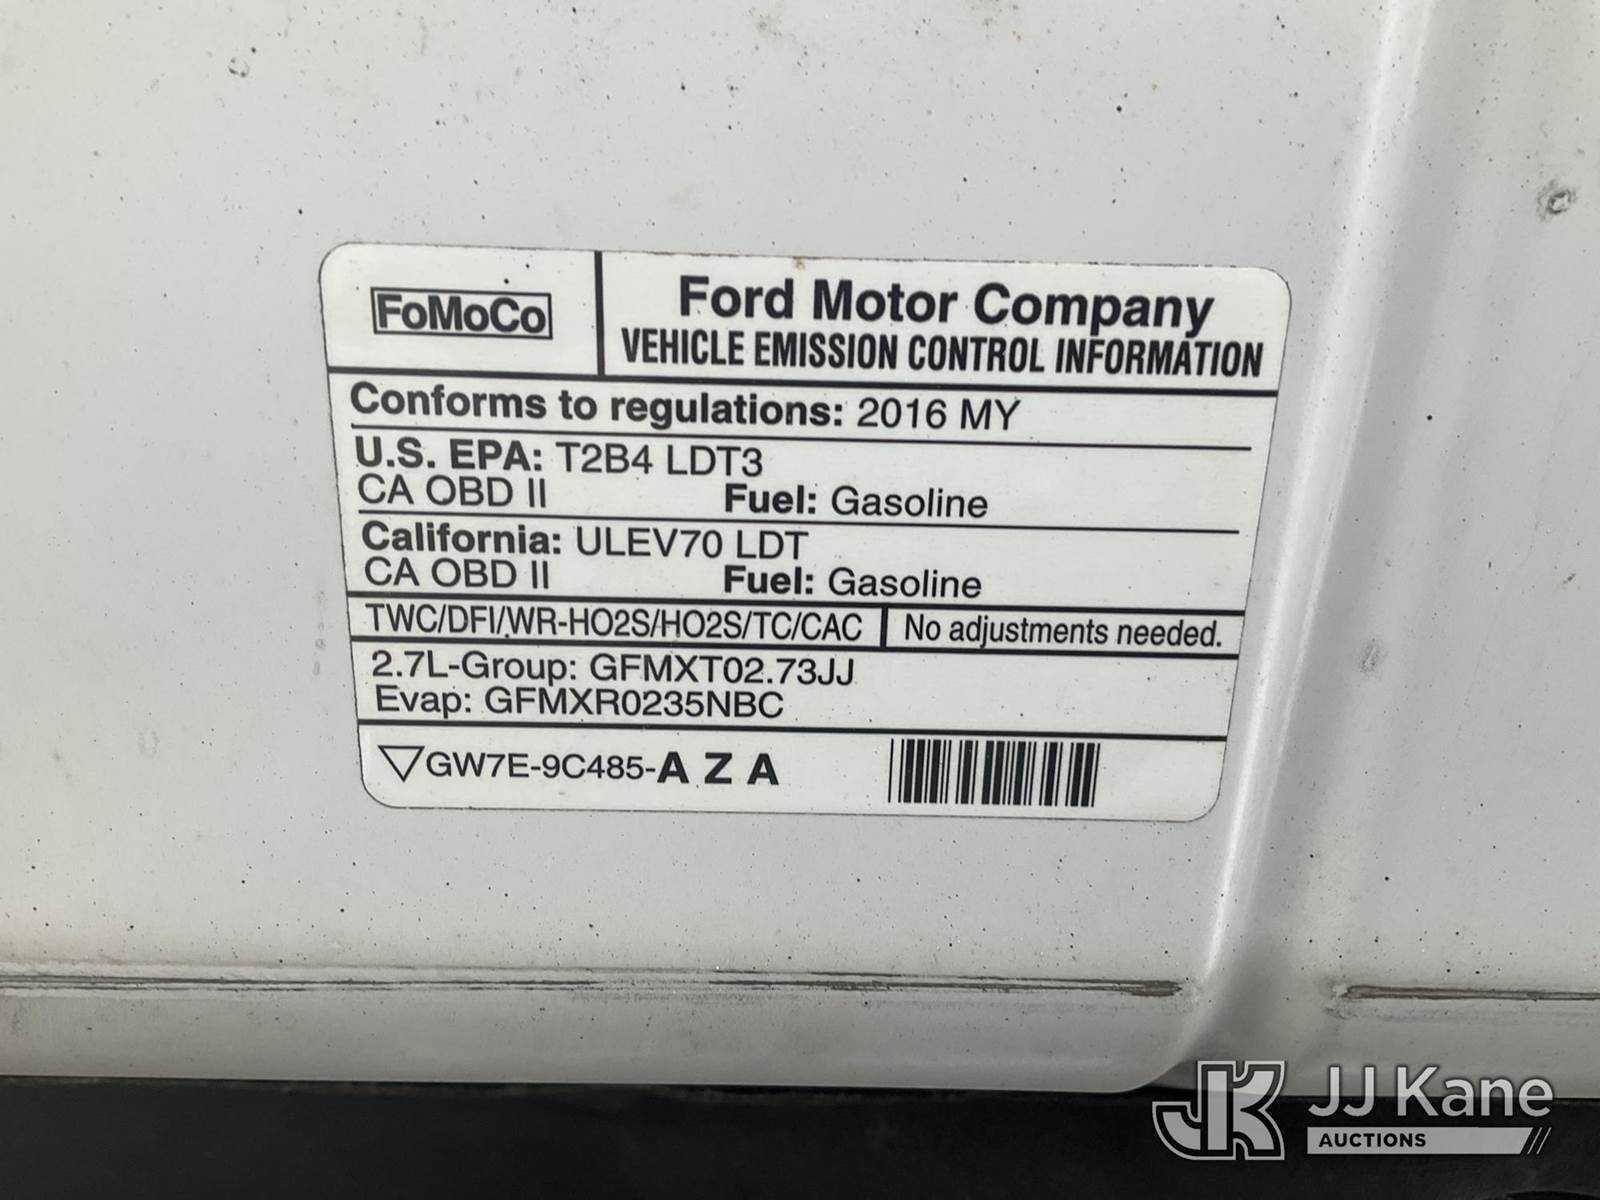 FoMoCo
Ford Motor Company
VEHICLE EMISSION CONTROL INFORMATION
Conforms to regulations: 2016 MY
U.S. EPA: T2B4 LDT3
CA OBD II Fuel: Gasoline
California: ULEV70 LDT
CA OBD II Fuel: Gasoline
TWC/DFI/WR-HO2S/HO2S/TC/CAC No adjustments needed.
2.7L-Group: GFMXT02.73JJ
Evap: GFMXR0235NBC
GW7E-9C485-A Z A
JK JJ Kane
AUCTIONS